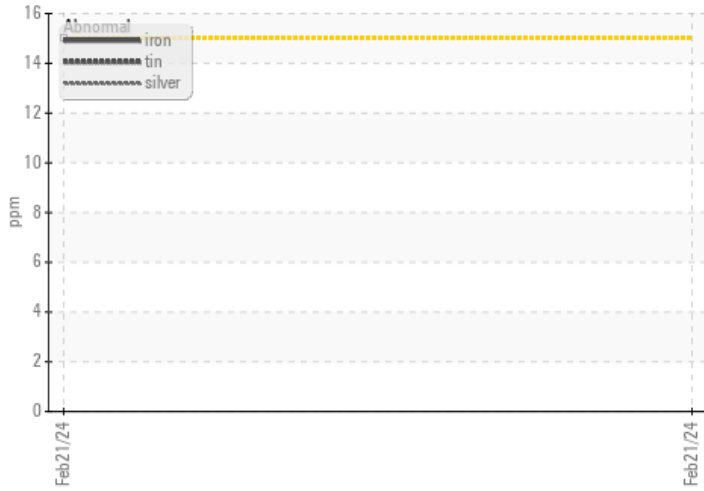 16
14
12
10
8
6
4
2
0
ppm
Abnormal
iron
tin
silver
Feb21/24
Feb21/24